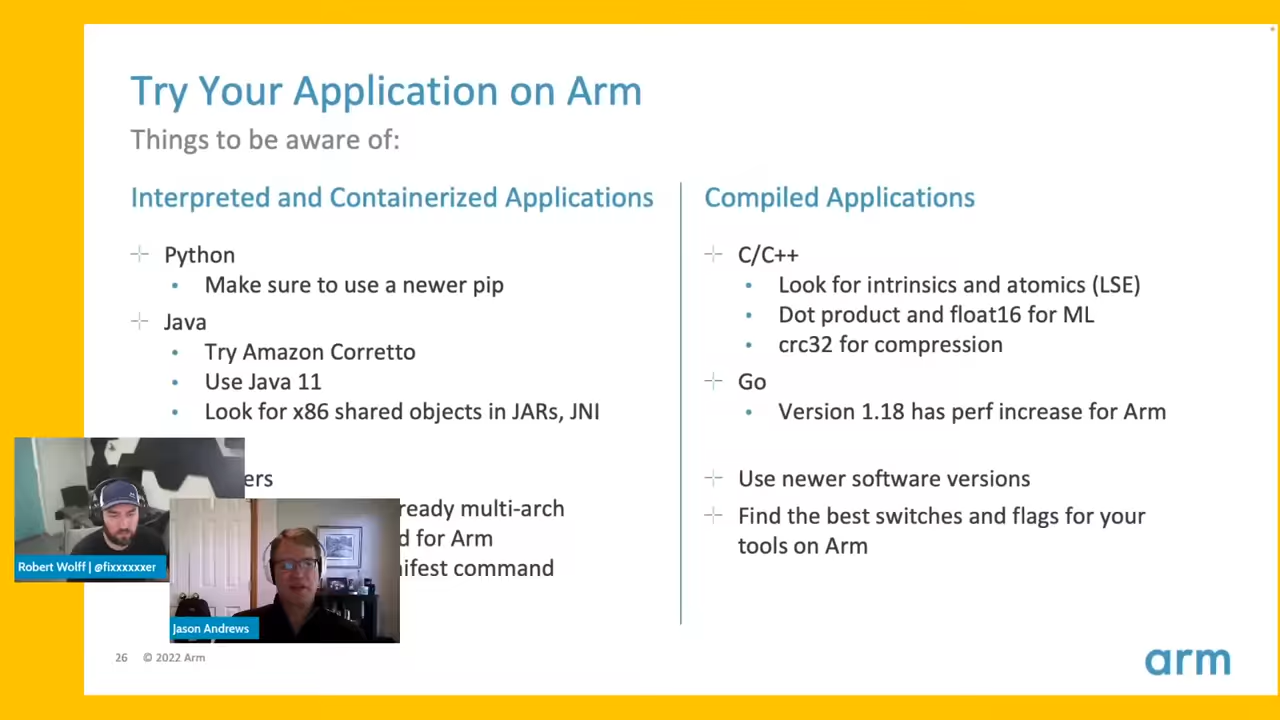 Try Your Application on Arm
Things to be aware of:
Interpreted and Containerized Applications
Python
Make sure to use a newer pip
Java
Try Amazon Corretto
Use Java 11
Look for x86 shared objects in JARs, JNI
ers
ready multi-arch
d for Arm
nifest command
Compiled Applications
C/C++
Look for intrinsics and atomics (LSE)
Dot product and float16 for ML
crc32 for compression
Go
Version 1.18 has perf increase for Arm
Use newer software versions
Find the best switches and flags for your
tools on Arm
Robert Wolff | @fixxxxxxer
Jason Andrews
26 © 2022 Arm
arm